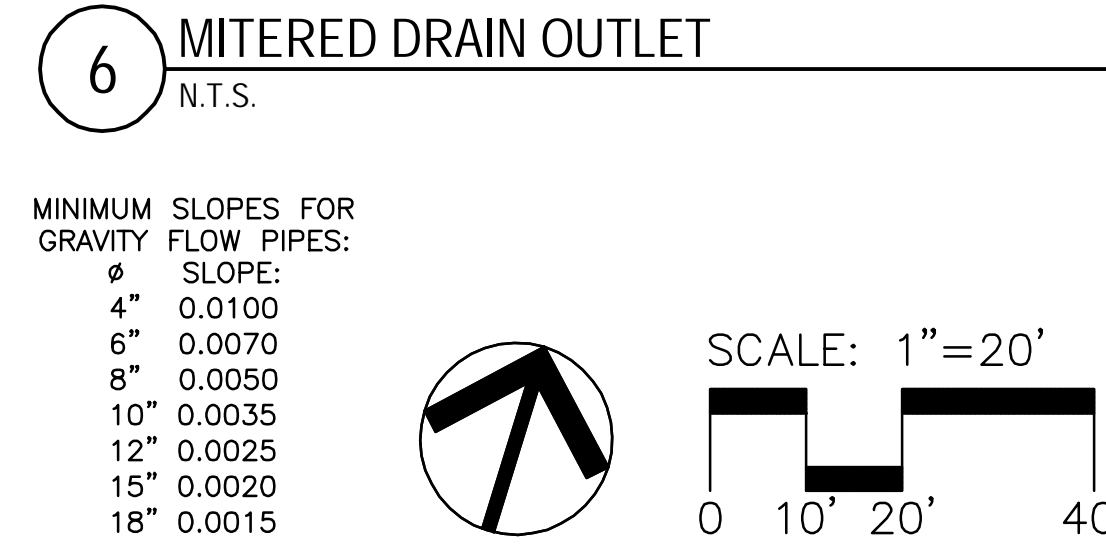 6
MITERED DRAIN OUTLET
N.T.S.
MINIMUM SLOPES FOR
GRAVITY FLOW PIPES:
ø SLOPE:
4" 0.0100
6" 0.0070
8" 0.0050
10" 0.0035
12" 0.0025
15" 0.0020
18" 0.0015
SCALE: 1"=20'
0 10' 20' 40